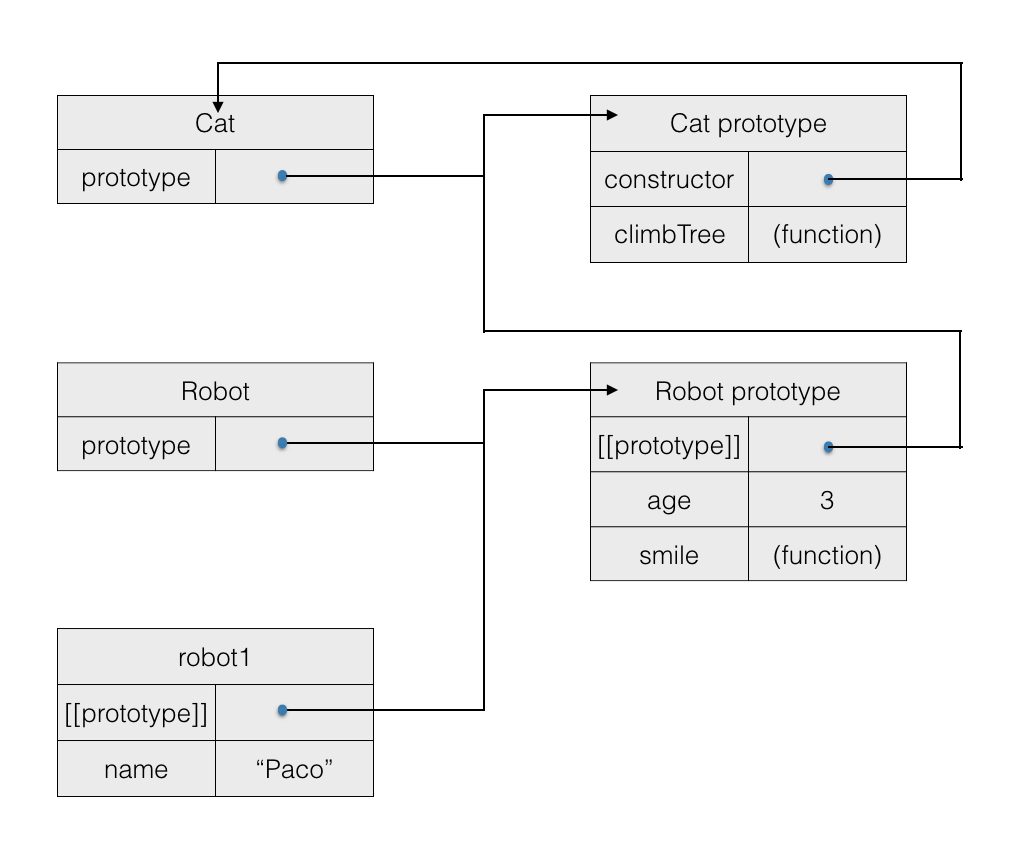 Cat
prototype
Cat prototype
constructor
climbTree (function)
Robot
prototype
Robot prototype
[[prototype]]
age 3
smile (function)
robot1
[[prototype]]
name “Paco”